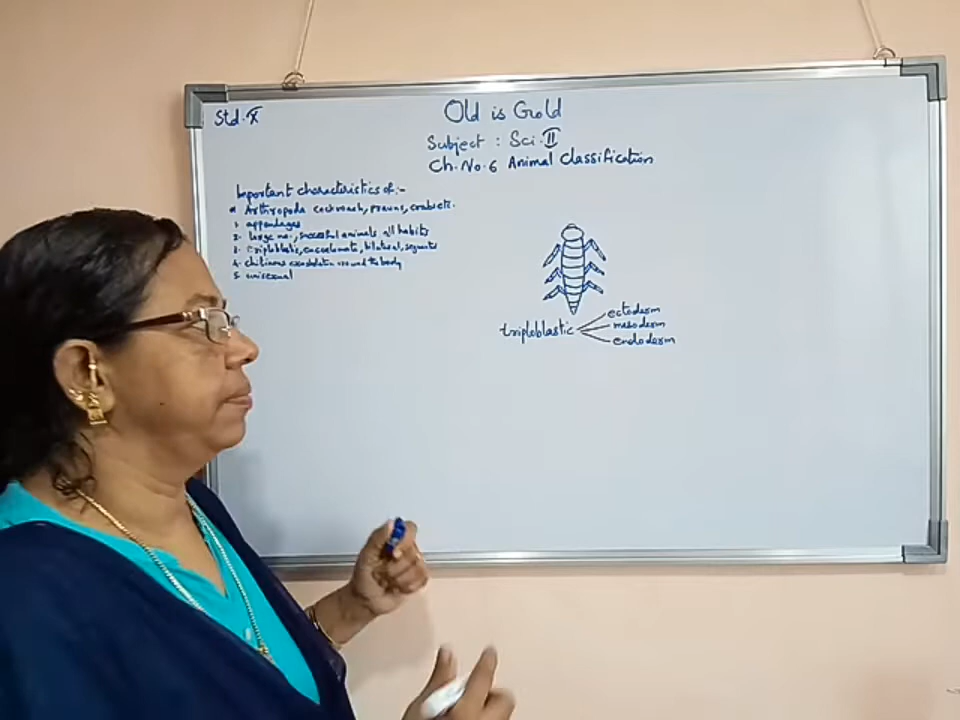 Std. X
Old is Gold
Subject : Sci. II
Ch. No. 6 Animal Classification
Important characteristics of :-
Arthropoda cockroach, prawns, crabs etc.
1. appendages
2. large no., successful animals, all habits
3. triploblastic, eucoelomate, bilateral, segments
4. chitinous exoskeleton around the body
5. unisexual
triploblastic
ectoderm
mesoderm
endoderm